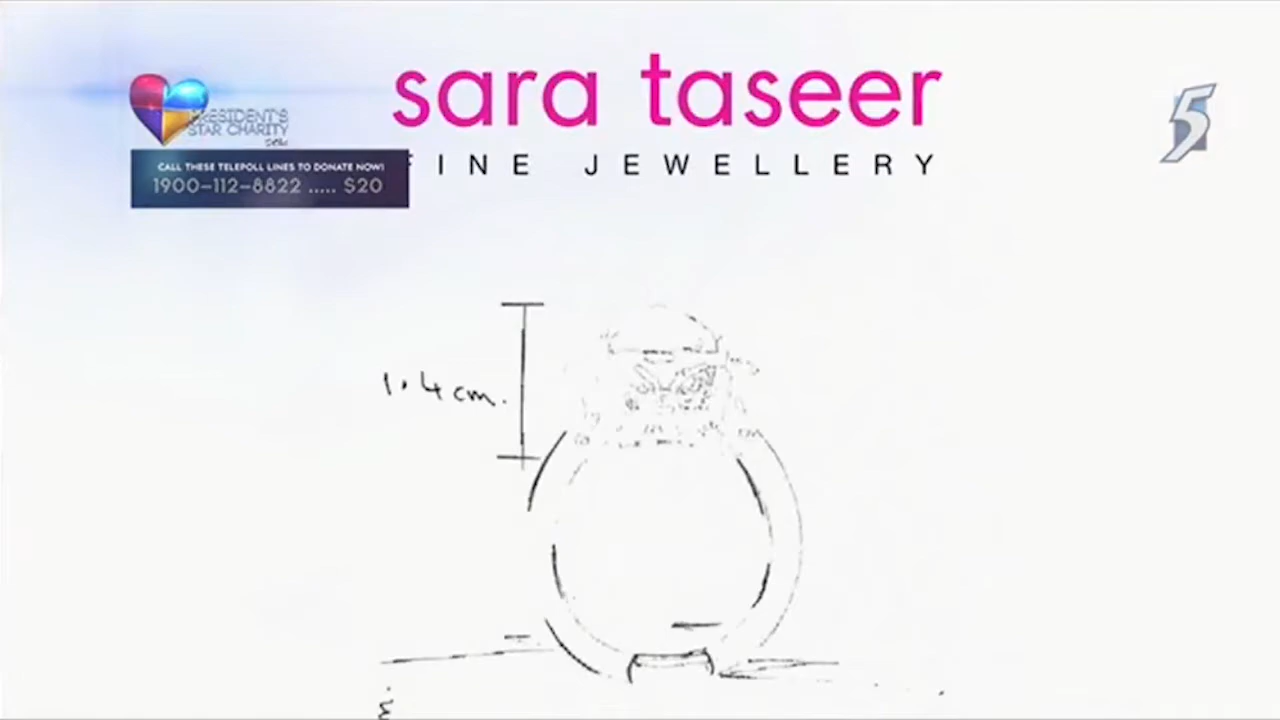 sara taseer
FINE JEWELLERY
PRESIDENT'S
STAR CHARITY
CALL THESE TELEPOLL LINES TO DONATE NOW!
1900-112-8822 ..... $20
5
1.4 cm.